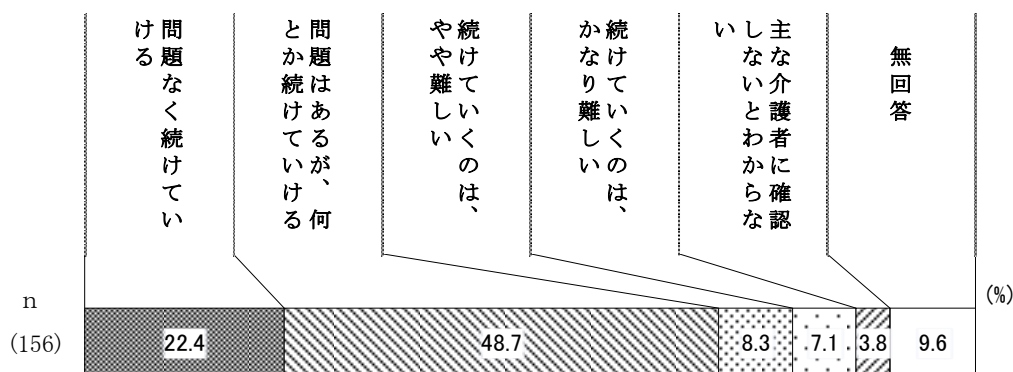 問題なく続けてい
ける
問題はあるが、何
とか続けていける
続けていくのは、
やや難しい
続けていくのは、
かなり難しい
主な介護者に確認
しないとわからな
い
無回答
n
(%)
(156)
22.4
48.7
8.3
7.1
3.8
9.6